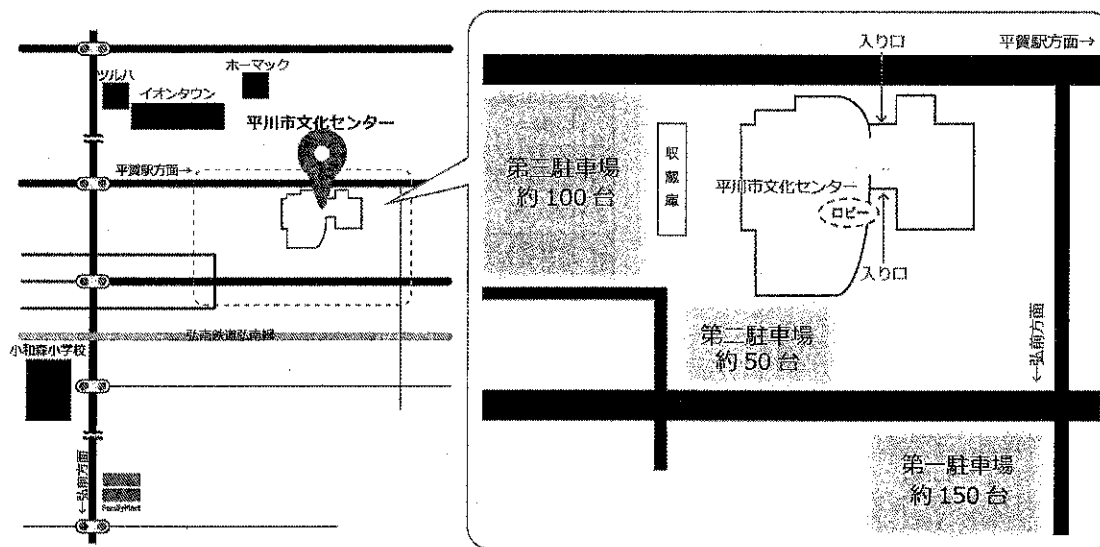 ホーマック
ツルハ
イオンタウン
平川市文化センター
平賀駅方面→
弘南鉄道弘南線
小和森小学校
←弘前方面
FamilyMart
入り口
平賀駅方面→
第二駐車場
約100台
収蔵庫
平川市文化センター
ロビー
入り口
第二駐車場
約50台
←弘前方面
第一駐車場
約150台